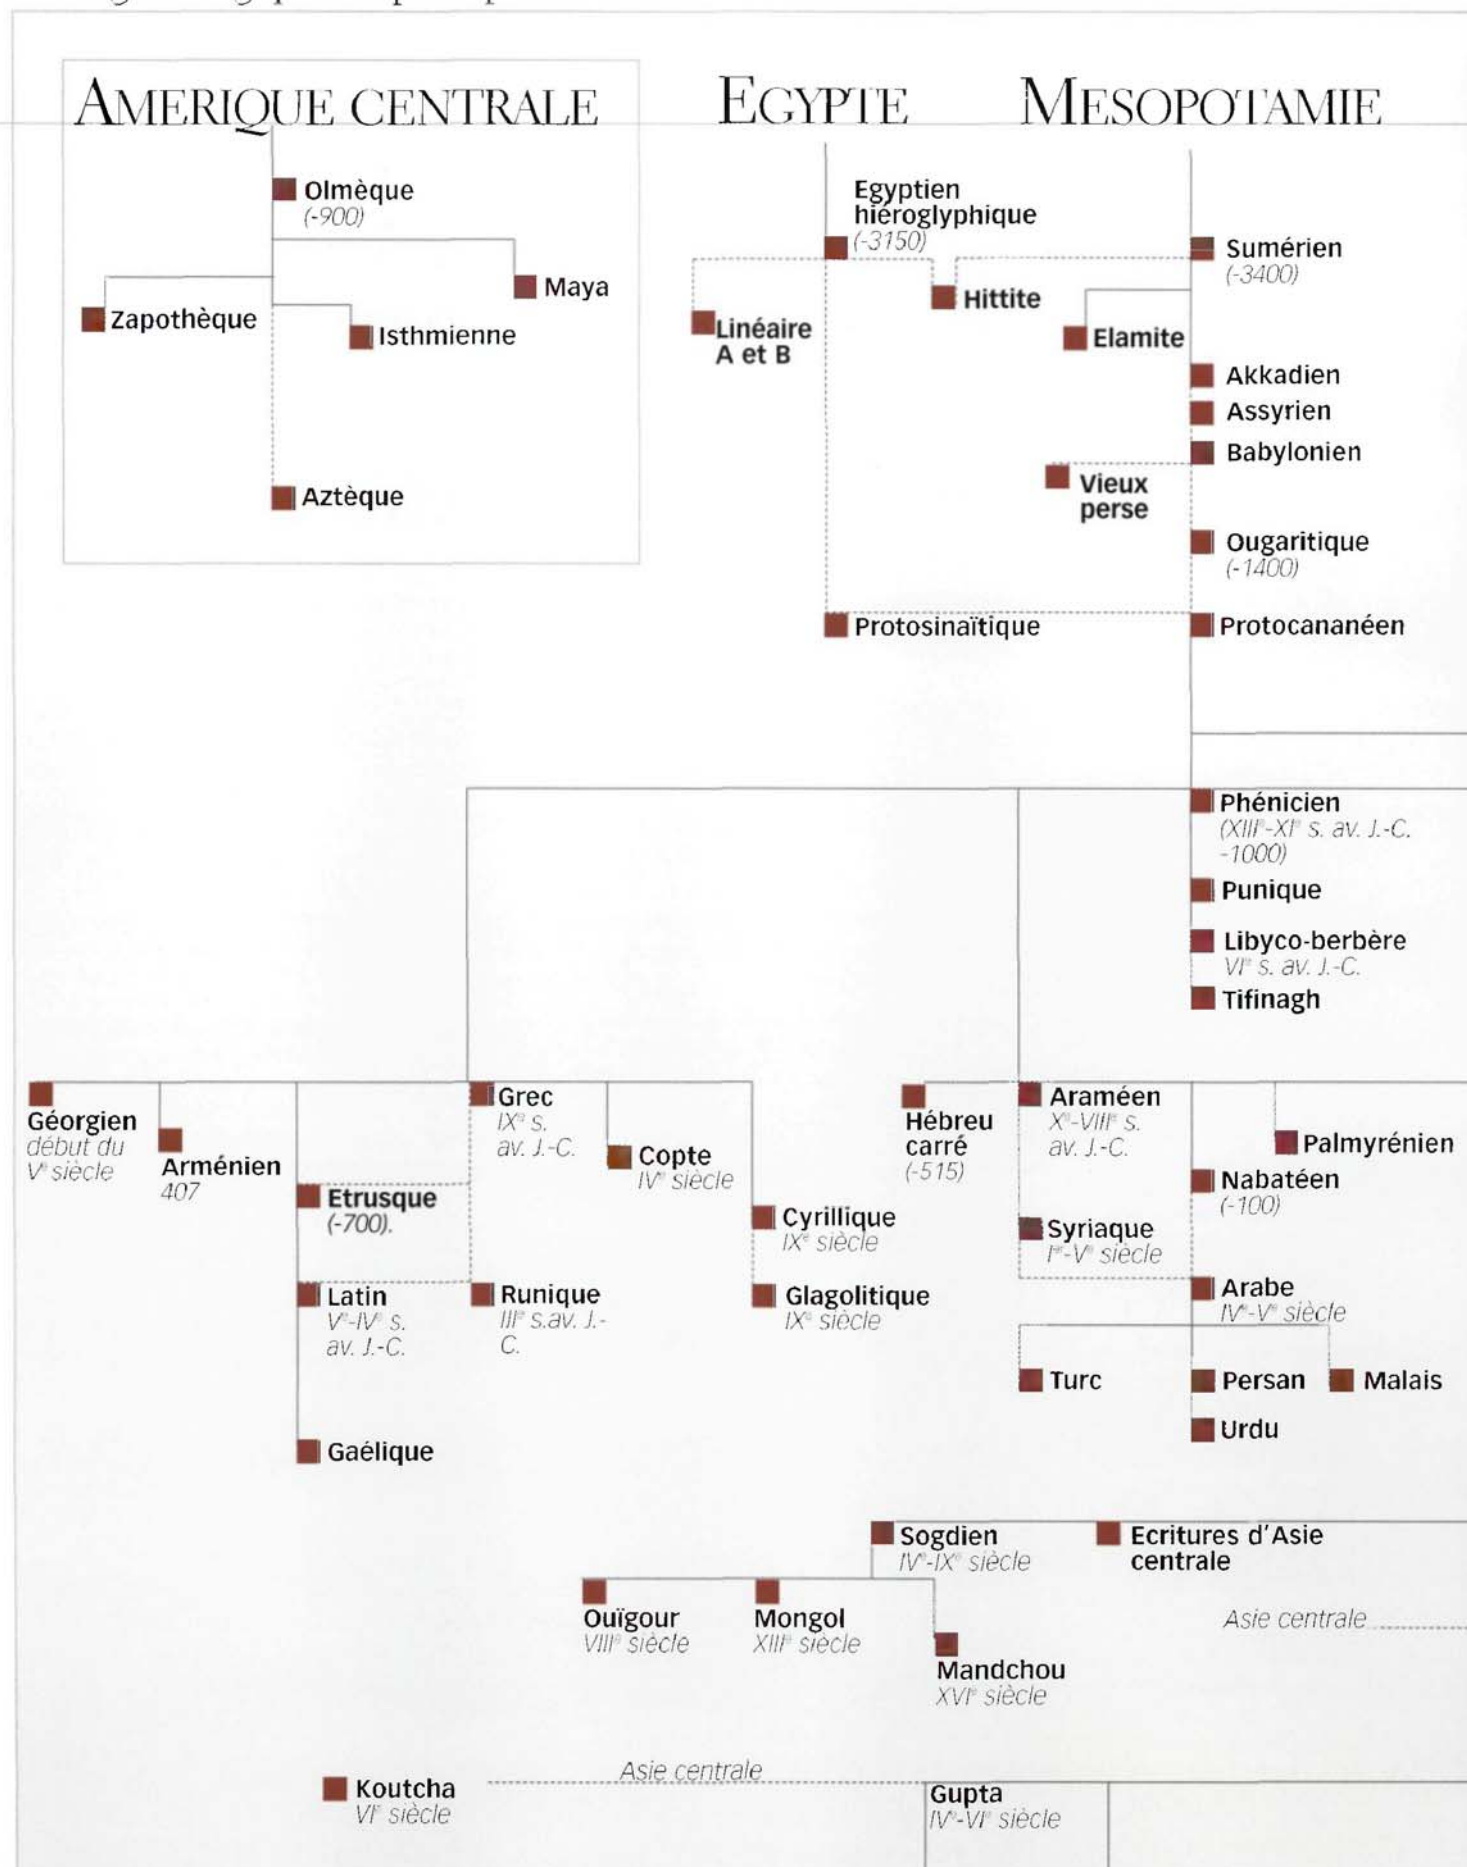 AMERIQUE CENTRALE
EGYPTE
MESOPOTAMIE
Olmèque
(-900)
Maya
Zapothèque
Isthmienne
Aztèque
Egyptien
hiéroglyphique
(-3150)
Linéaire
A et B
Hittite
Sumérien
(-3400)
Elamite
Akkadien
Assyrien
Babylonien
Vieux
perse
Ougaritique
(-1400)
Protosinaïtique
Protocananéen
Phénicien
(XIIIe-XIe s. av. J.-C.
-1000)
Punique
Libyco-berbère
VIe s. av. J.-C.
Tifinagh
Géorgien
début du
Ve siècle
Arménien
407
Etrusque
(-700).
Latin
Ve-IVe s.
av. J.-C.
Gaélique
Grec
IXe s.
av. J.-C.
Runique
IIIe s.av. J.-
C.
Copte
IVe siècle
Cyrillique
IXe siècle
Glagolitique
IXe siècle
Hébreu
carré
(-515)
Araméen
Xe-VIIIe s.
av. J.-C.
Syriaque
Ier-Ve siècle
Palmyrénien
Nabatéen
(-100)
Arabe
IVe-Ve siècle
Turc
Persan
Malais
Urdu
Sogdien
IVe-IXe siècle
Ecritures d'Asie
centrale
Ouïgour
VIIIe siècle
Mongol
XIIIe siècle
Mandchou
XVIe siècle
Asie centrale
Koutcha
VIe siècle
Asie centrale
Gupta
IVe-VIe siècle